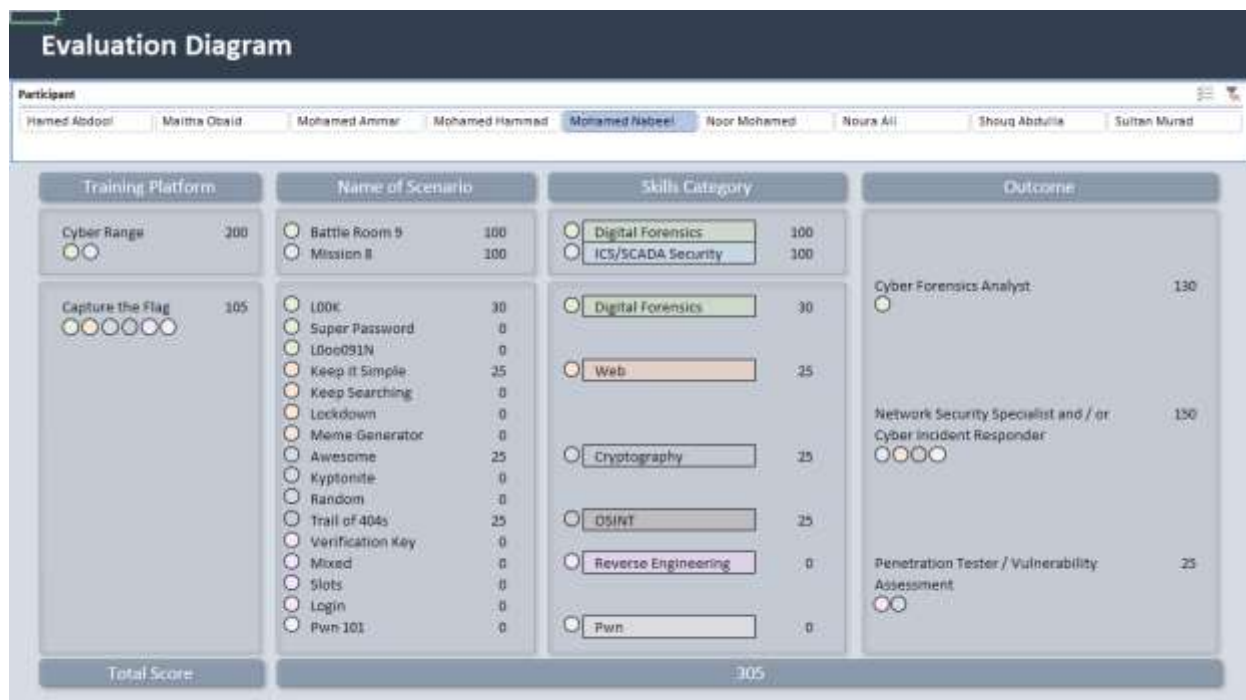 Evaluation Diagram
Participant
Hamed Abdool Maitha Obaid Mohamed Ammar Mohamed Hammad Mohamed Nabeel Noor Mohamed Noura Ali Shouq Abdulla Sultan Murad
Training Platform Name of Scenario Skills Category Outcome
Cyber Range 200
Battle Room 9 100
Mission 8 100
Digital Forensics 100
ICS/SCADA Security 100
Capture the Flag 105
L00K 30
Super Password 0
L0oo091N 0
Keep It Simple 25
Keep Searching 0
Lockdown 0
Meme Generator 0
Awesome 25
Kyptonite 0
Random 0
Trail of 404s 25
Verification Key 0
Mixed 0
Slots 0
Login 0
Pwn 101 0
Digital Forensics 30
Web 25
Cryptography 25
OSINT 25
Reverse Engineering 0
Pwn 0
Cyber Forensics Analyst 130
Network Security Specialist and / or 150
Cyber Incident Responder
Penetration Tester / Vulnerability 25
Assessment
Total Score 305